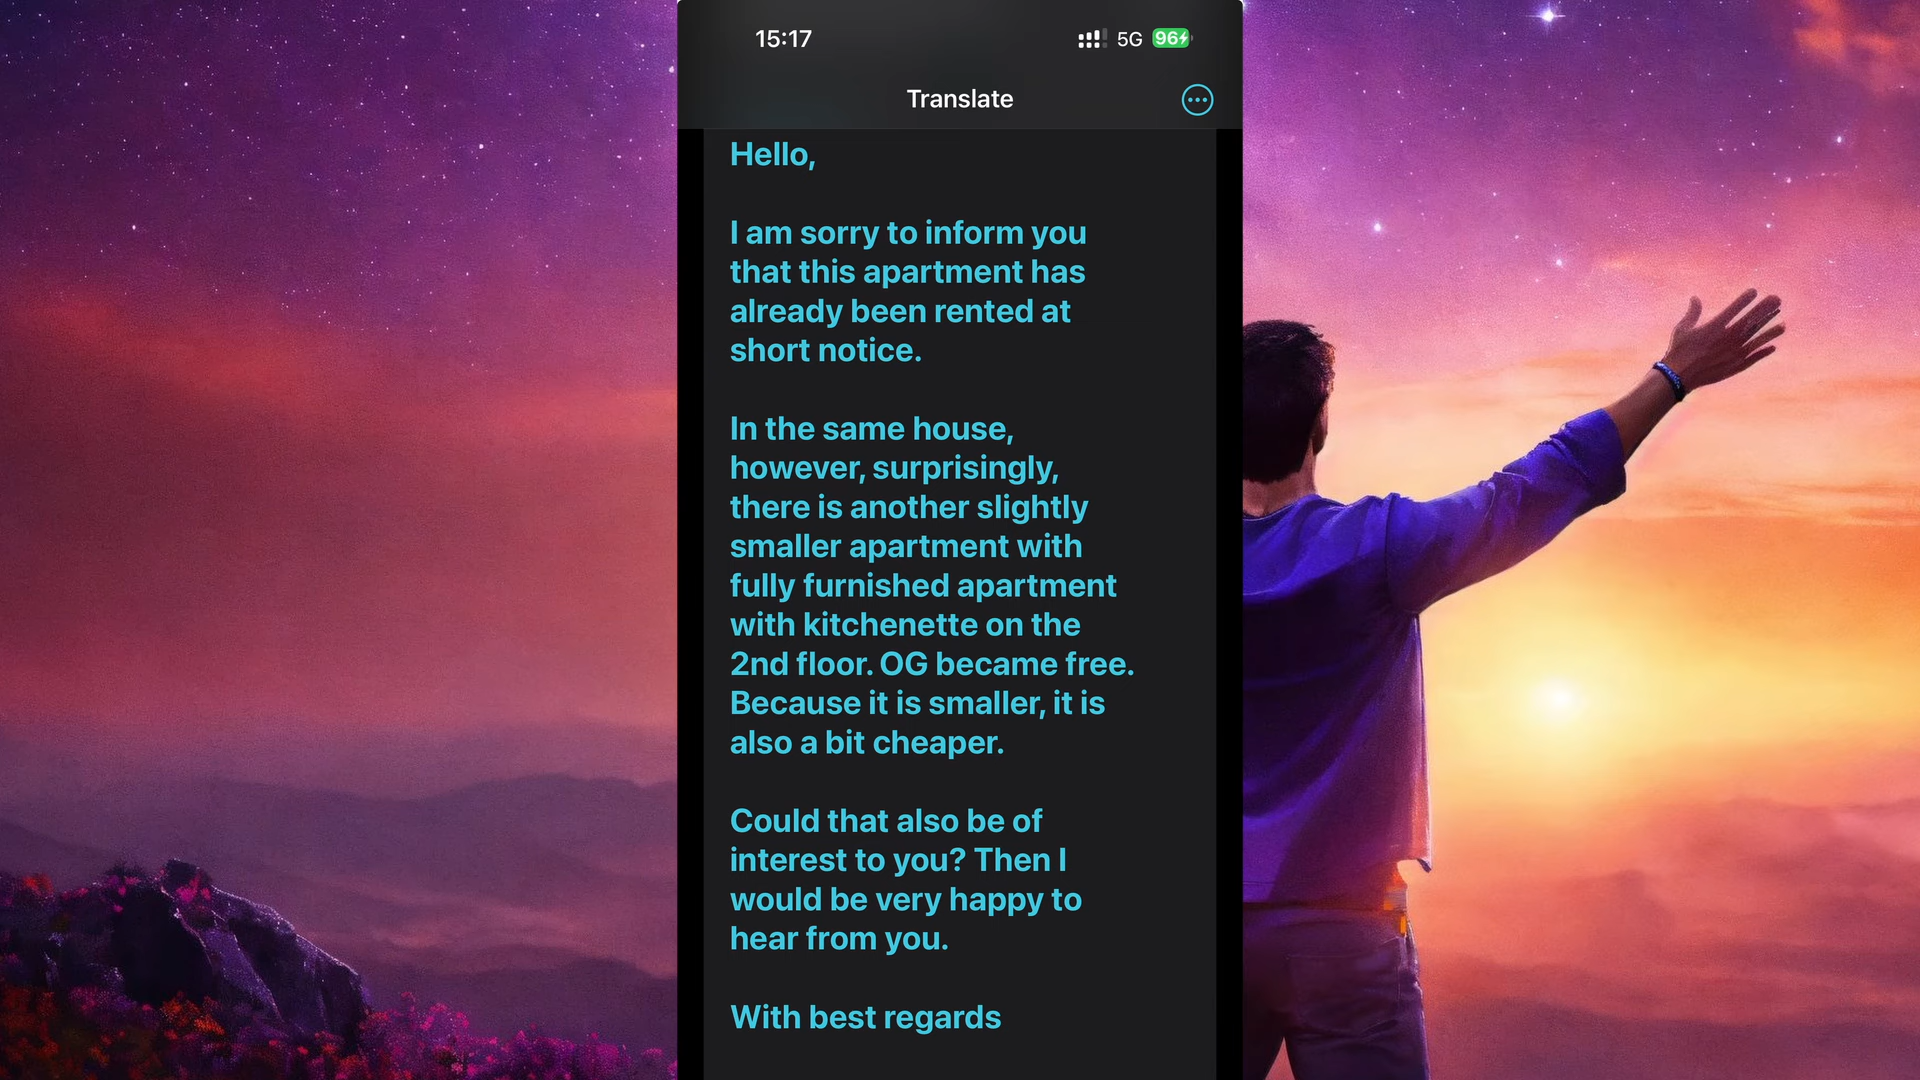 15:17
5G 96
Translate
Hello,
I am sorry to inform you
that this apartment has
already been rented at
short notice.
In the same house,
however, surprisingly,
there is another slightly
smaller apartment with
fully furnished apartment
with kitchenette on the
2nd floor. OG became free.
Because it is smaller, it is
also a bit cheaper.
Could that also be of
interest to you? Then I
would be very happy to
hear from you.
With best regards